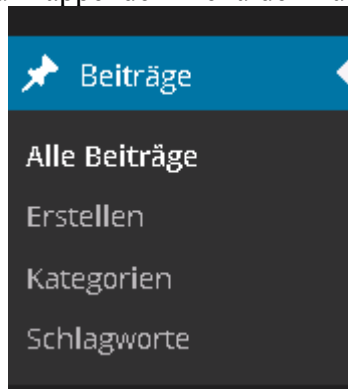 Beiträge
Alle Beiträge
Erstellen
Kategorien
Schlagworte